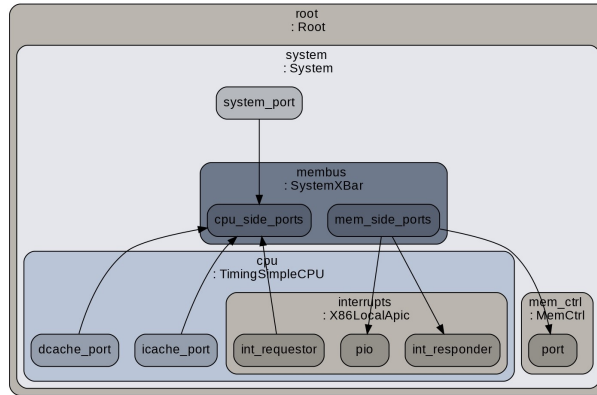 root
: Root
system
: System
system_port
membus
: SystemXBar
cpu_side_ports
mem_side_ports
cpu
: TimingSimpleCPU
interrupts
: X86LocalApic
mem_ctrl
: MemCtrl
dcache_port
icache_port
int_requestor
pio
int_responder
port